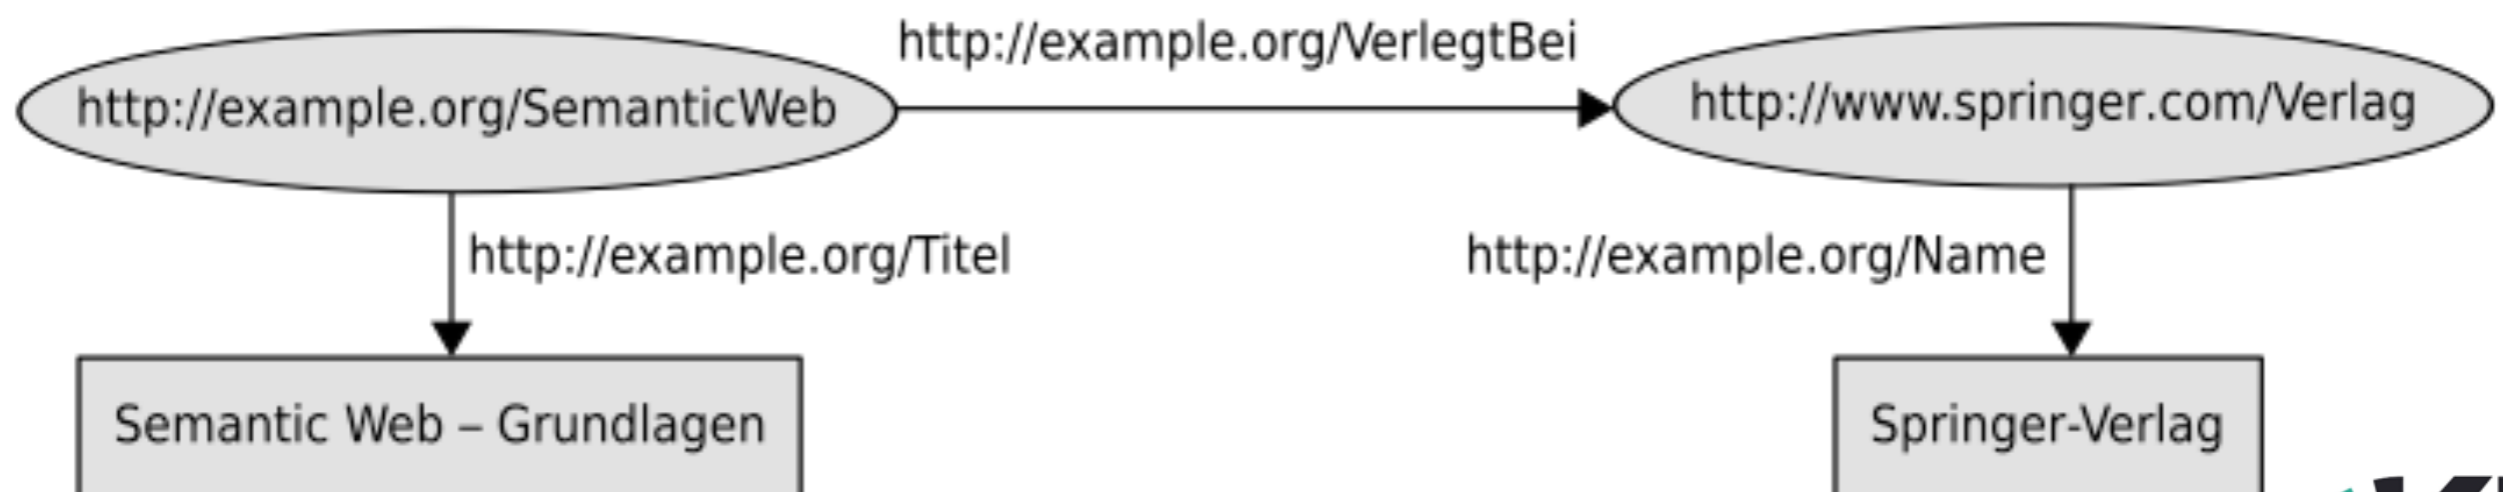 http://example.org/VerlegtBei
http://example.org/SemanticWeb
http://www.springer.com/Verlag
http://example.org/Titel
http://example.org/Name
Semantic Web – Grundlagen
Springer-Verlag